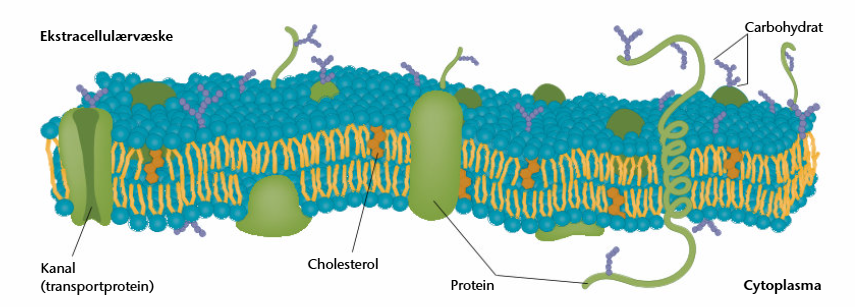 Ekstracellulærvæske
Carbohydrat
Kanal
(transportprotein)
Cholesterol
Protein
Cytoplasma